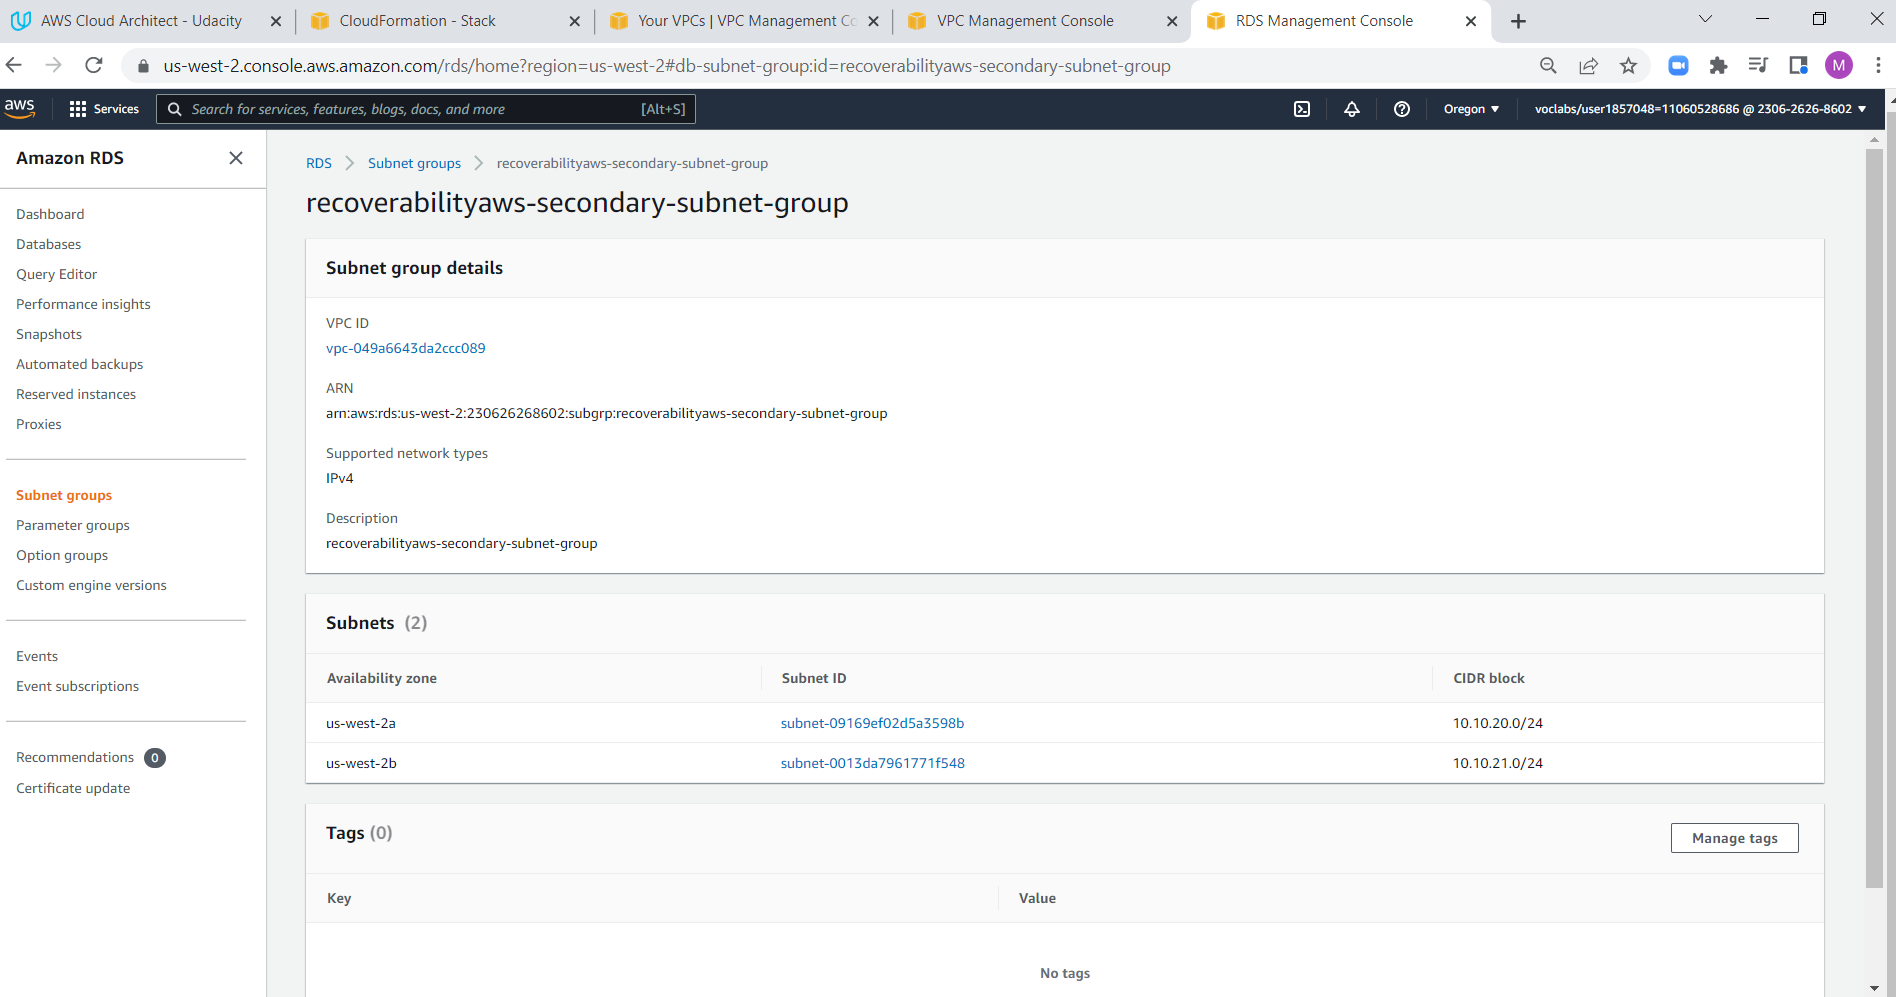 AWS Cloud Architect - Udacity
CloudFormation - Stack
Your VPCs | VPC Management Co
VPC Management Console
RDS Management Console
us-west-2.console.aws.amazon.com/rds/home?region=us-west-2#db-subnet-group:id=recoverabilityaws-secondary-subnet-group
M
aws
Services
Search for services, features, blogs, docs, and more
[Alt+S]
Oregon
voclabs/user1857048=11060528686 @ 2306-2626-8602
Amazon RDS
Dashboard
Databases
Query Editor
Performance insights
Snapshots
Automated backups
Reserved instances
Proxies
Subnet groups
Parameter groups
Option groups
Custom engine versions
Events
Event subscriptions
Recommendations 0
Certificate update
RDS
Subnet groups
recoverabilityaws-secondary-subnet-group
recoverabilityaws-secondary-subnet-group
Subnet group details
VPC ID
vpc-049a6643da2ccc089
ARN
arn:aws:rds:us-west-2:230626268602:subgrp:recoverabilityaws-secondary-subnet-group
Supported network types
IPv4
Description
recoverabilityaws-secondary-subnet-group
Subnets (2)
Availability zone Subnet ID CIDR block
us-west-2a subnet-09169ef02d5a3598b 10.10.20.0/24
us-west-2b subnet-0013da7961771f548 10.10.21.0/24
Tags (0)
Manage tags
Key Value
No tags